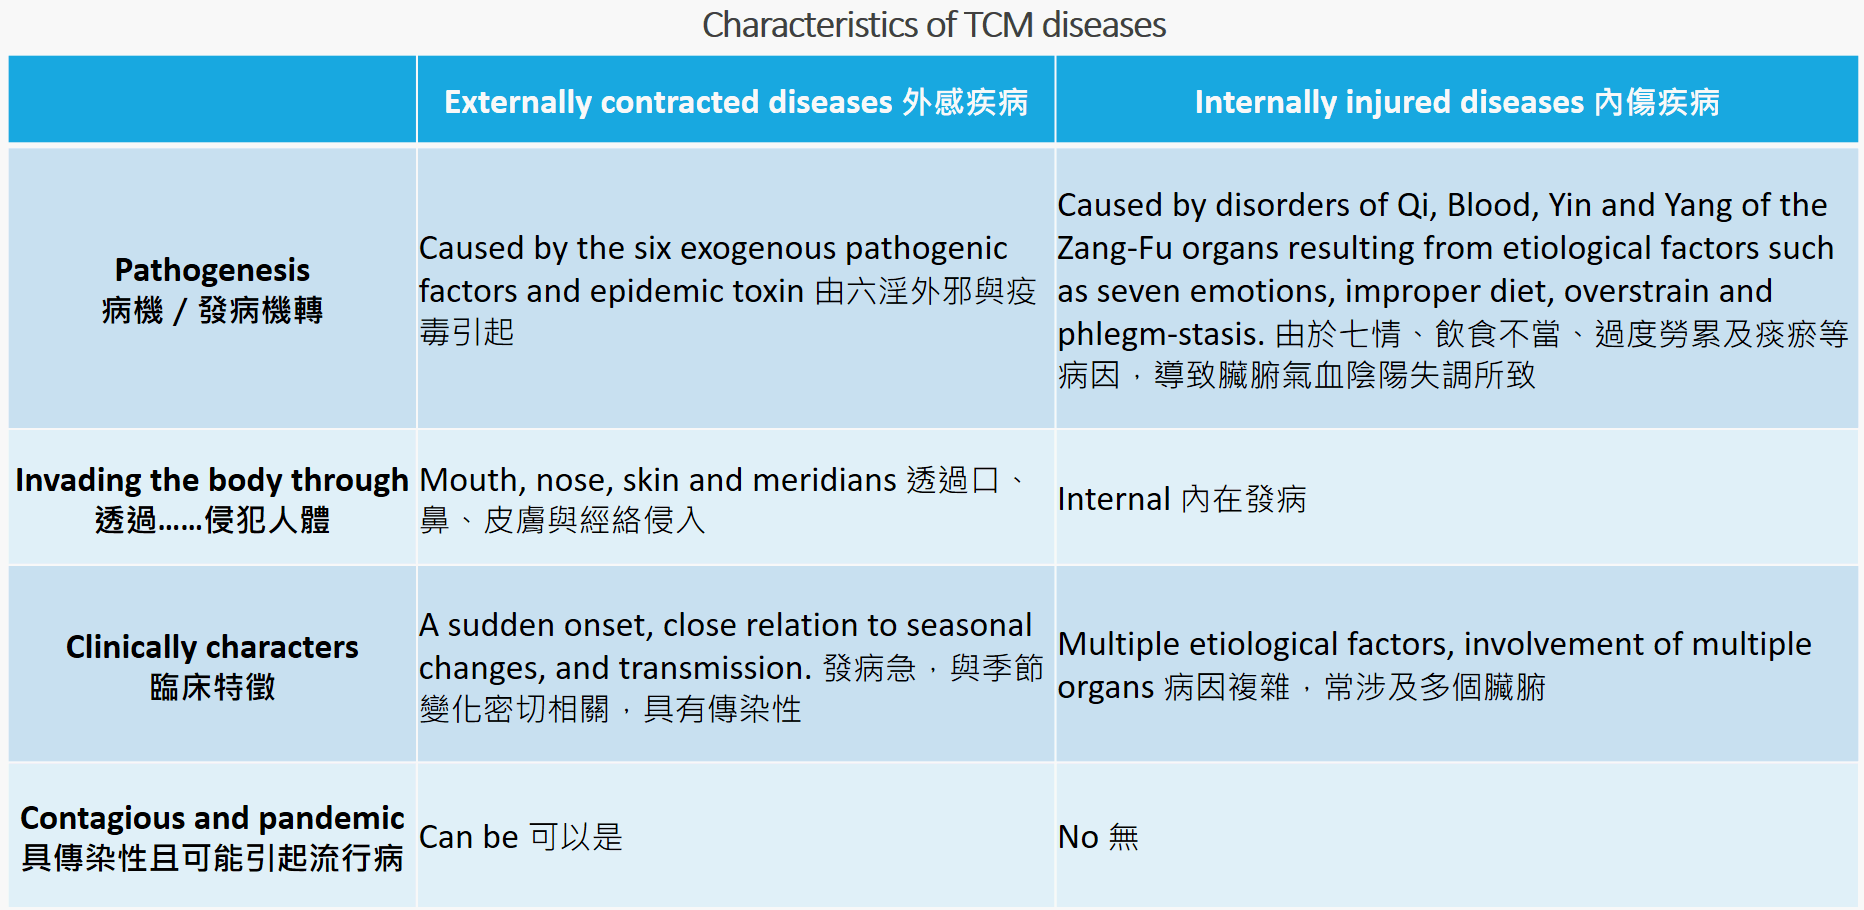 Characteristics of TCM diseases
Externally contracted diseases 外感疾病
Internally injured diseases 內傷疾病
Pathogenesis
病機 / 發病機轉
Caused by the six exogenous pathogenic
factors and epidemic toxin 由六淫外邪與疫
毒引起
Caused by disorders of Qi, Blood, Yin and Yang of the
Zang-Fu organs resulting from etiological factors such
as seven emotions, improper diet, overstrain and
phlegm-stasis. 由於七情、飲食不當、過度勞累及痰瘀等
病因，導致臟腑氣血陰陽失調所致
Invading the body through
透過……侵犯人體
Mouth, nose, skin and meridians 透過口、
鼻、皮膚與經絡侵入
Internal 內在發病
Clinically characters
臨床特徵
A sudden onset, close relation to seasonal
changes, and transmission. 發病急，與季節
變化密切相關，具有傳染性
Multiple etiological factors, involvement of multiple
organs 病因複雜，常涉及多個臟腑
Contagious and pandemic
具傳染性且可能引起流行病
Can be 可以是
No 無